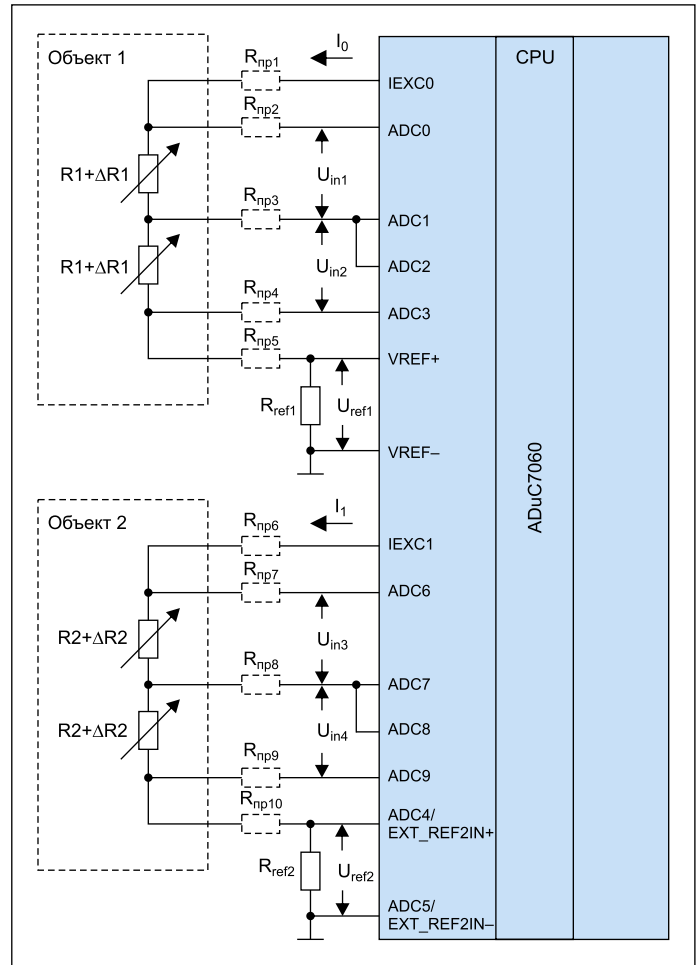 Объект 1
I0
CPU
Rпр1
IEXC0
Rпр2
ADC0
R1+ΔR1
Uin1
Rпр3
ADC1
R1+ΔR1
Uin2
ADC2
Rпр4
ADC3
Rпр5
VREF+
Rref1
Uref1
VREF–
ADuC7060
Объект 2
I1
Rпр6
IEXC1
Rпр7
ADC6
R2+ΔR2
Uin3
Rпр8
ADC7
R2+ΔR2
Uin4
ADC8
Rпр9
ADC9
Rпр10
ADC4/
EXT_REF2IN+
Rref2
Uref2
ADC5/
EXT_REF2IN–